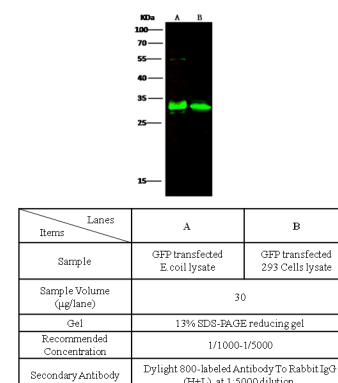 KDa A B
100
70
55
40
35
25
15
Lanes
Items
A
B
Sample
GFP transfected
E.coil lysate
GFP transfected
293 Cells lysate
Sample Volume
(μg/lane)
30
Gel
13% SDS-PAGE reducing gel
Recommended
Concentration
1/1000-1/5000
Secondary Antibody
Dylight 800-labeled Antibody To Rabbit IgG
(H+L), at 1:5000 dilution